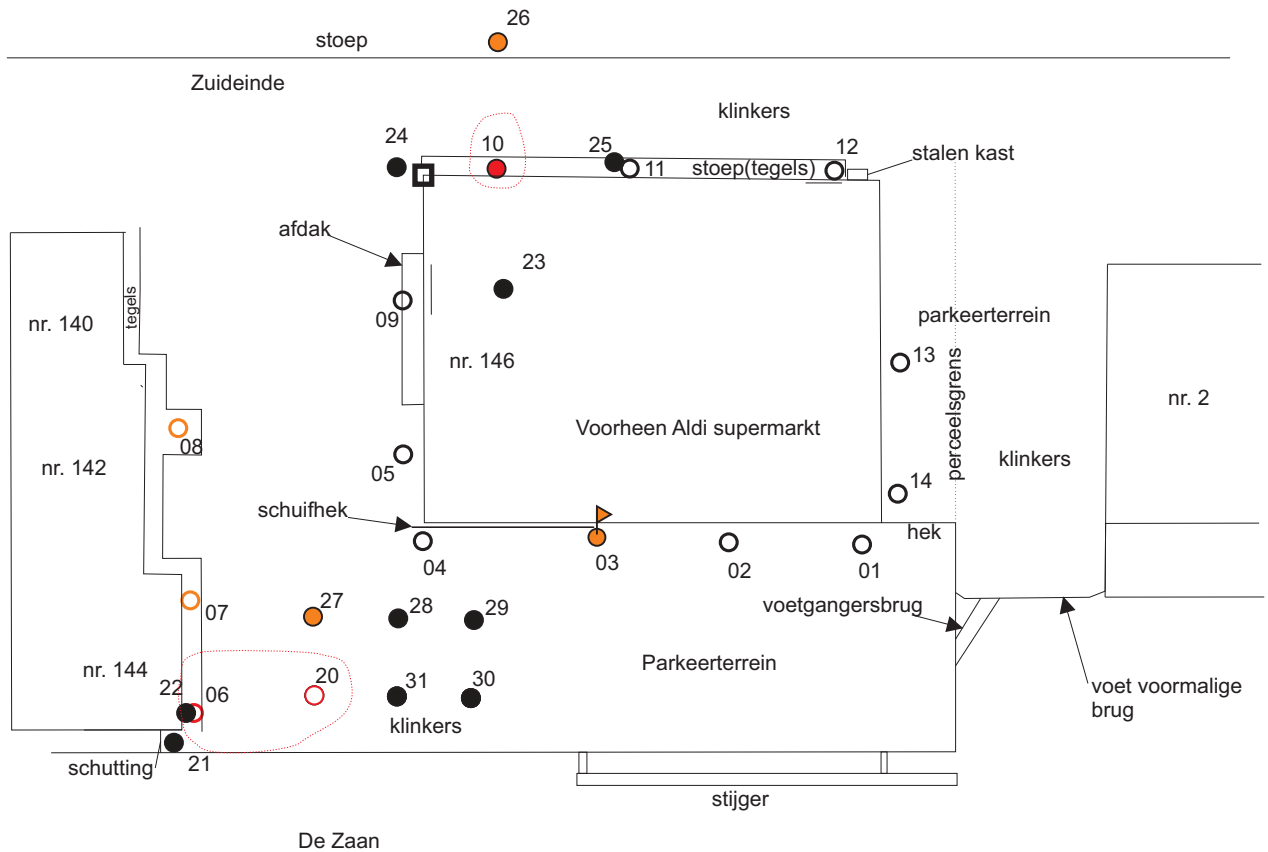 26
stoep
Zuideinde
klinkers
24
10
25
11
stoep(tegels)
12
stalen kast
afdak
23
tegels
nr. 140
09
nr. 146
parkeerterrein
13
perceelsgrens
nr. 2
Voorheen Aldi supermarkt
08
nr. 142
05
klinkers
14
schuifhek
hek
04
03
02
01
07
27
28
29
voetgangersbrug
nr. 144
20
Parkeerterrein
22
06
31
30
klinkers
voet voormalige
brug
schutting
21
stijger
De Zaan